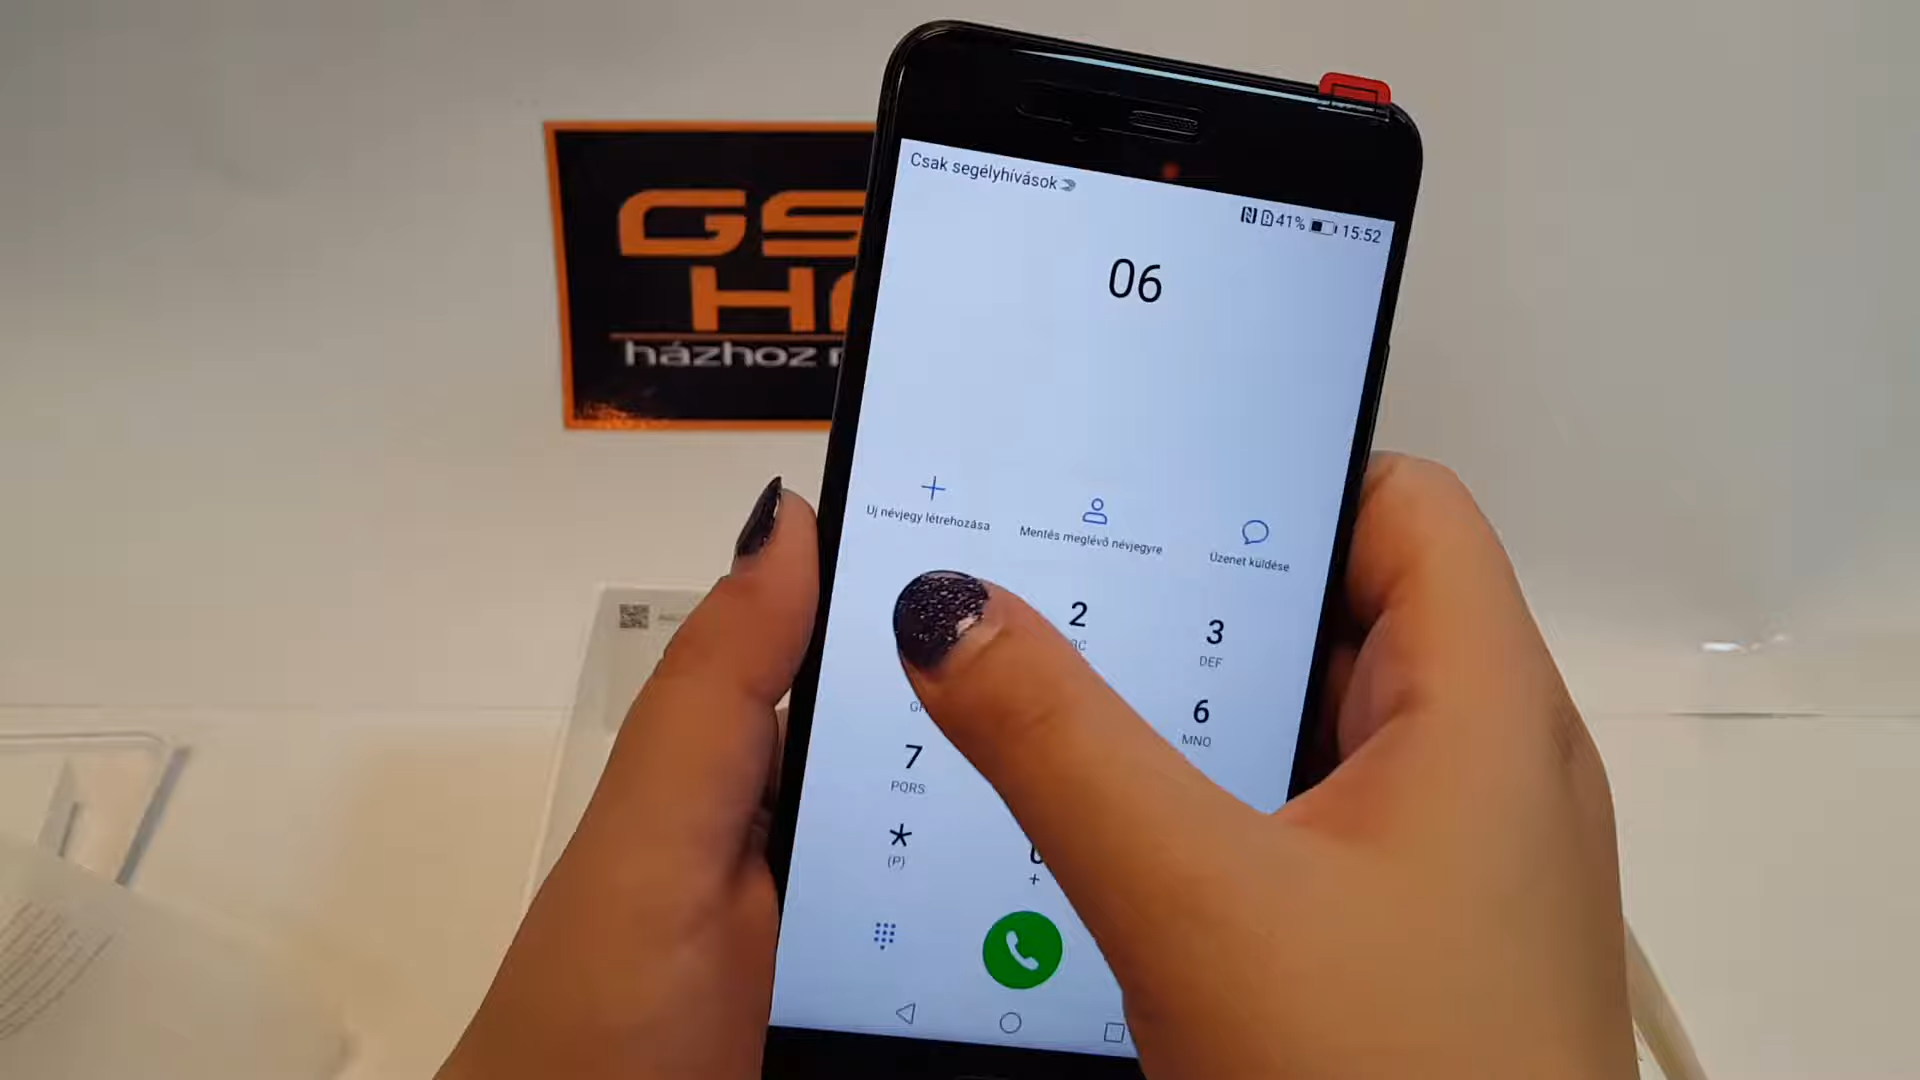 Csak segélyhívások
41% 15:52
06
Új névjegy létrehozása
Mentés meglévő névjegyre
Üzenet küldése
2
3
DEF
6
MNO
7
PQRS
*
(P)
+
házhoz